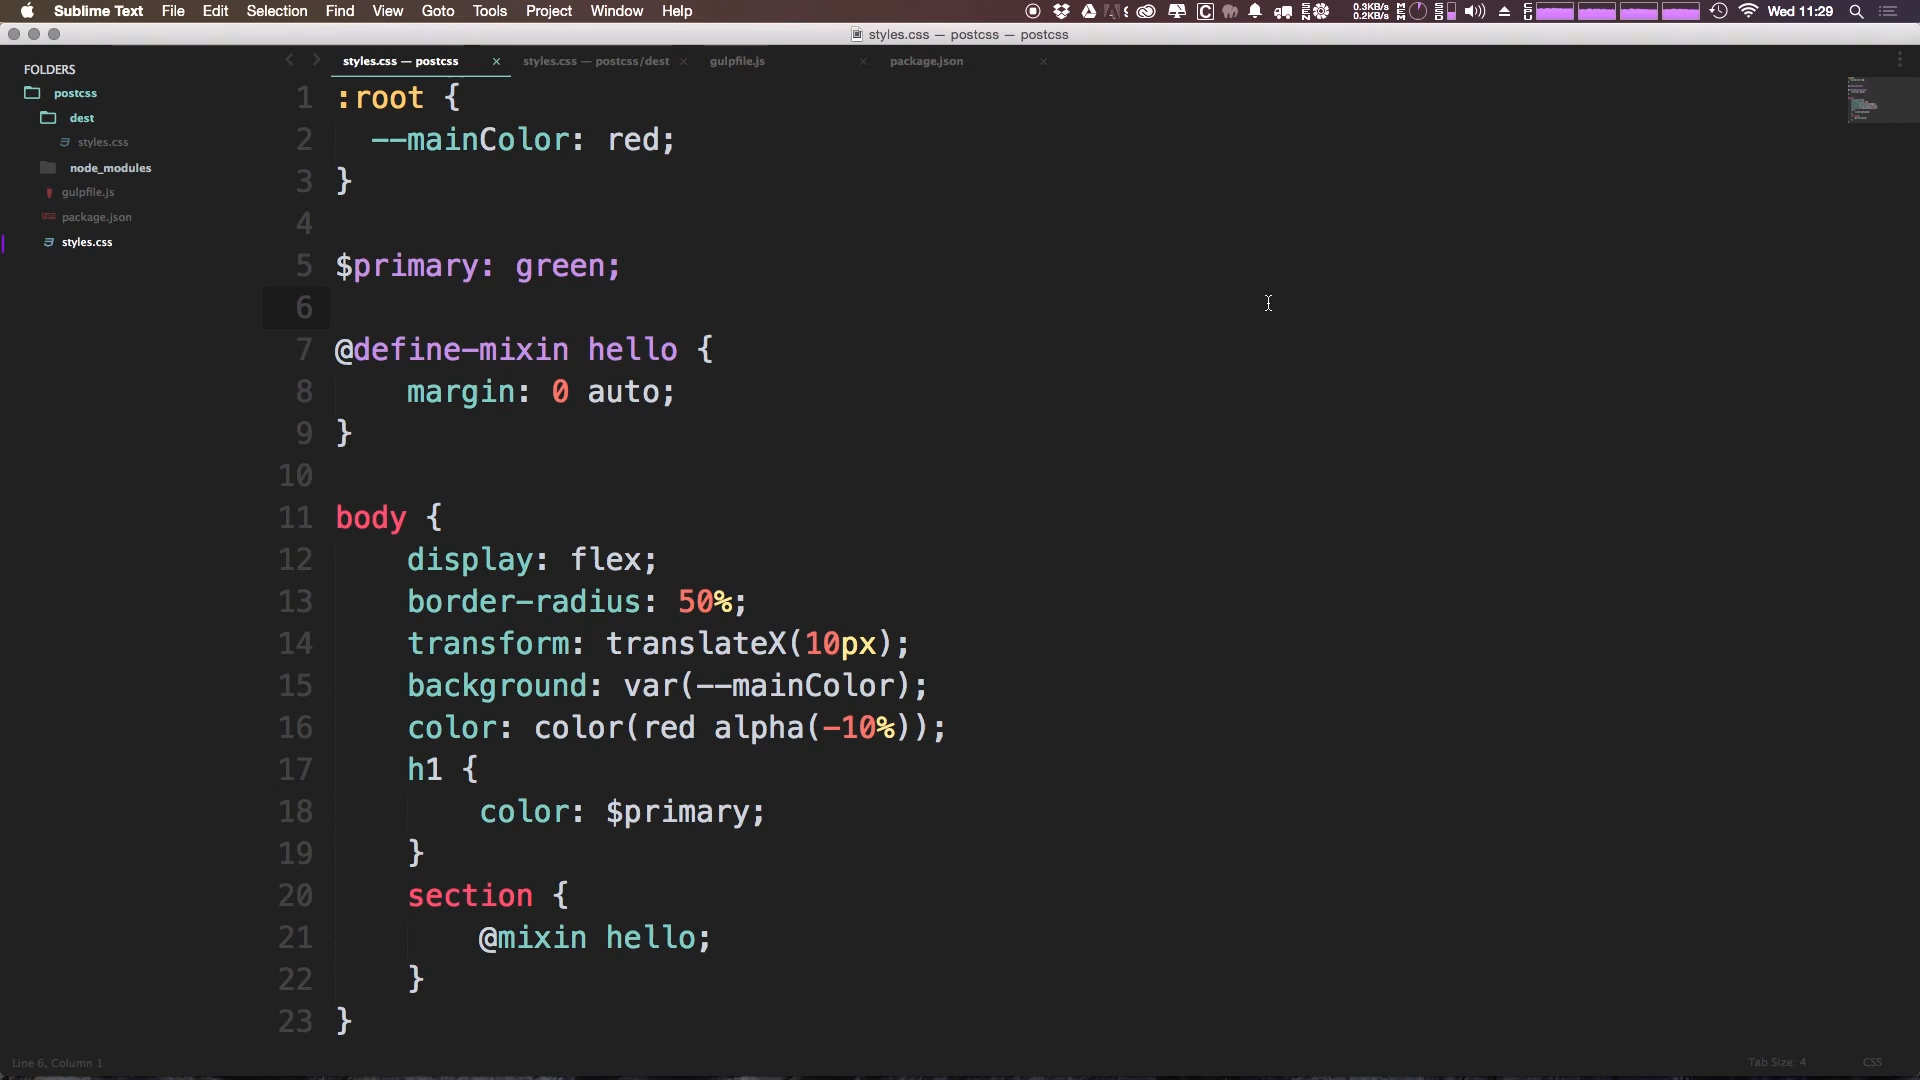 Sublime Text File Edit Selection Find View Goto Tools Project Window Help
0.3KB/s
0.2KB/s
Wed 11:29
styles.css — postcss — postcss
FOLDERS
postcss
dest
styles.css
node_modules
gulpfile.js
package.json
styles.css
styles.css — postcss
styles.css — postcss/dest
gulpfile.js
package.json
1 :root {
2 --mainColor: red;
3 }
4
5 $primary: green;
6
7 @define-mixin hello {
8 margin: 0 auto;
9 }
10
11 body {
12 display: flex;
13 border-radius: 50%;
14 transform: translateX(10px);
15 background: var(--mainColor);
16 color: color(red alpha(-10%));
17 h1 {
18 color: $primary;
19 }
20 section {
21 @mixin hello;
22 }
23 }
Line 6, Column 1
Tab Size: 4
CSS